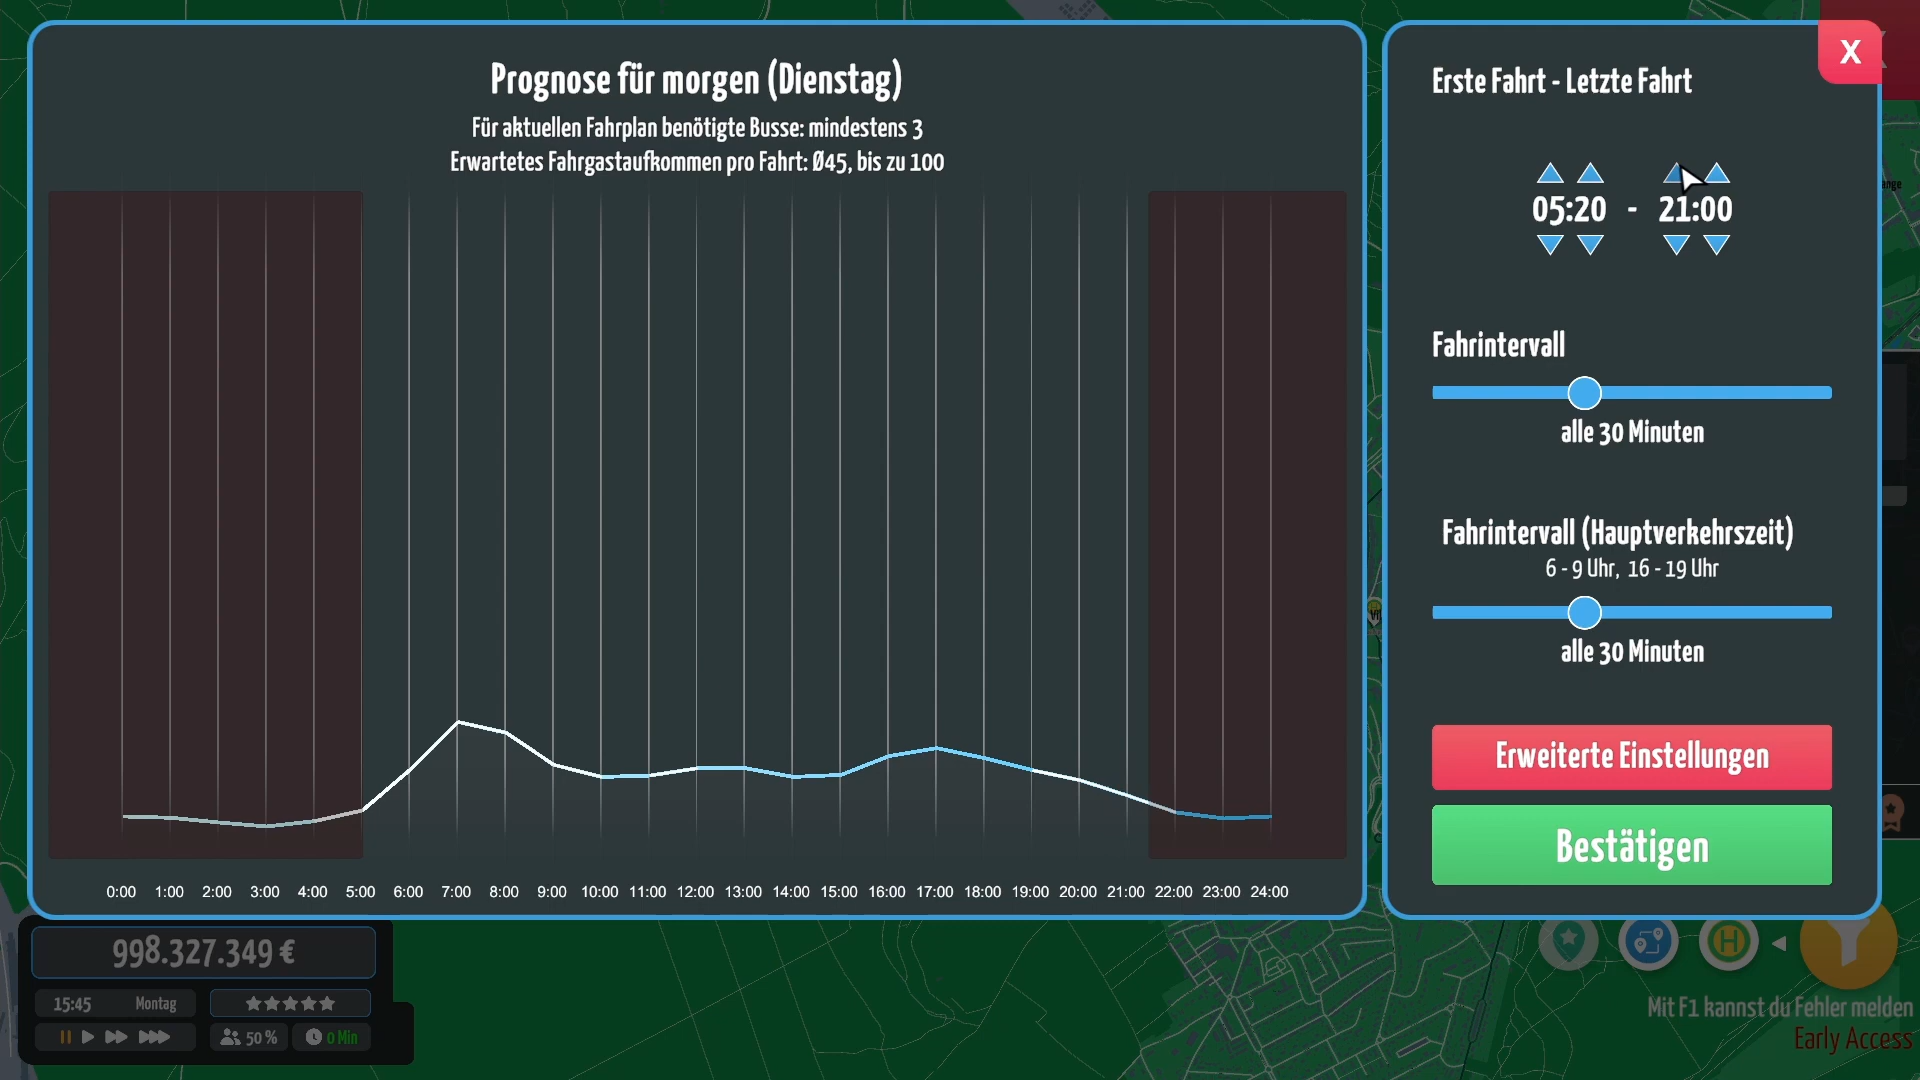 Prognose für morgen (Dienstag)
Für aktuellen Fahrplan benötigte Busse: mindestens 3
Erwartetes Fahrgastaufkommen pro Fahrt: Ø45, bis zu 100
0:00 1:00 2:00 3:00 4:00 5:00 6:00 7:00 8:00 9:00 10:00 11:00 12:00 13:00 14:00 15:00 16:00 17:00 18:00 19:00 20:00 21:00 22:00 23:00 24:00
X
Erste Fahrt - Letzte Fahrt
05:20 - 21:00
Fahrintervall
alle 30 Minuten
Fahrintervall (Hauptverkehrszeit)
6 - 9 Uhr, 16 - 19 Uhr
alle 30 Minuten
Erweiterte Einstellungen
Bestätigen
998.327.349 €
15:45 Montag
50 % 0 Min
H
Mit F1 kannst du Fehler melden
Early Access